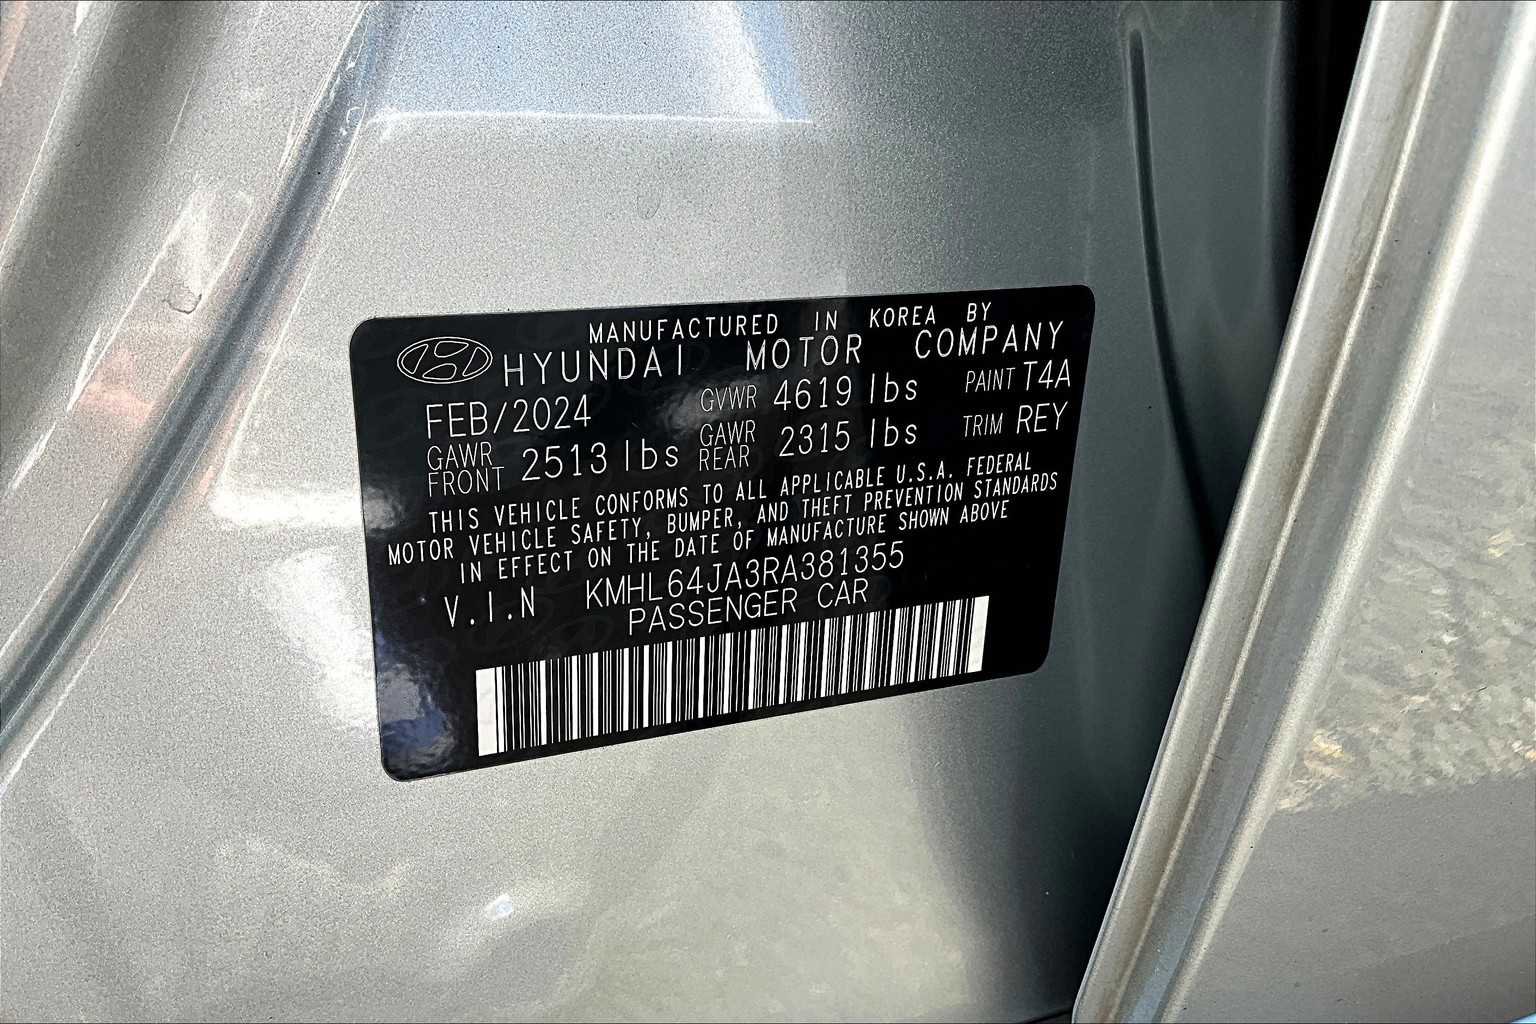 MANUFACTURED IN KOREA BY
HYUNDAI MOTOR COMPANY
FEB/2024 GVWR 4619 lbs PAINT T4A
GAWR FRONT 2513 lbs GAWR REAR 2315 lbs TRIM REY
THIS VEHICLE CONFORMS TO ALL APPLICABLE U.S.A. FEDERAL
MOTOR VEHICLE SAFETY, BUMPER, AND THEFT PREVENTION STANDARDS
IN EFFECT ON THE DATE OF MANUFACTURE SHOWN ABOVE
V.I.N KMHL64JA3RA381355
PASSENGER CAR